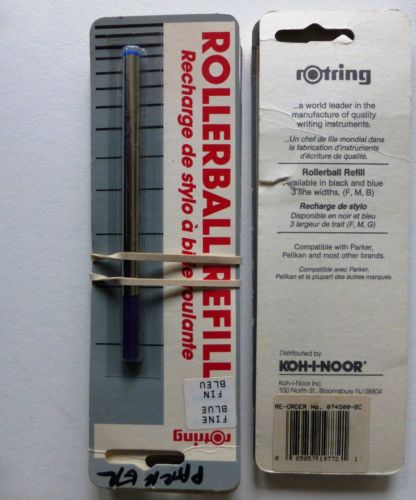 ROLLERBALL REFILL
Recharge de stylo à bille roulante
FIN
BLEU
FINE
BLUE
rotring
rotring
...a world leader in the
manufacture of quality
writing instruments.
...Un chef de file mondial dans
la fabrication d'instruments
d'écriture de qualité.
Rollerball Refill
Available in black and blue
3 line widths, (F, M, B)
Recharge de stylo
Disponible en noir et bleu
3 largeur de trait (F, M, G)
Compatible with Parker,
Pelikan and most other brands.
Compatible avec Parker,
Pelikan et la plupart des autres marques.
Distributed by
KOH-I-NOOR
Koh-I-Noor Inc.
100 North St., Bloomsbury NJ 08804
RE-ORDER No. 074500-BC
0 85057 19772 1